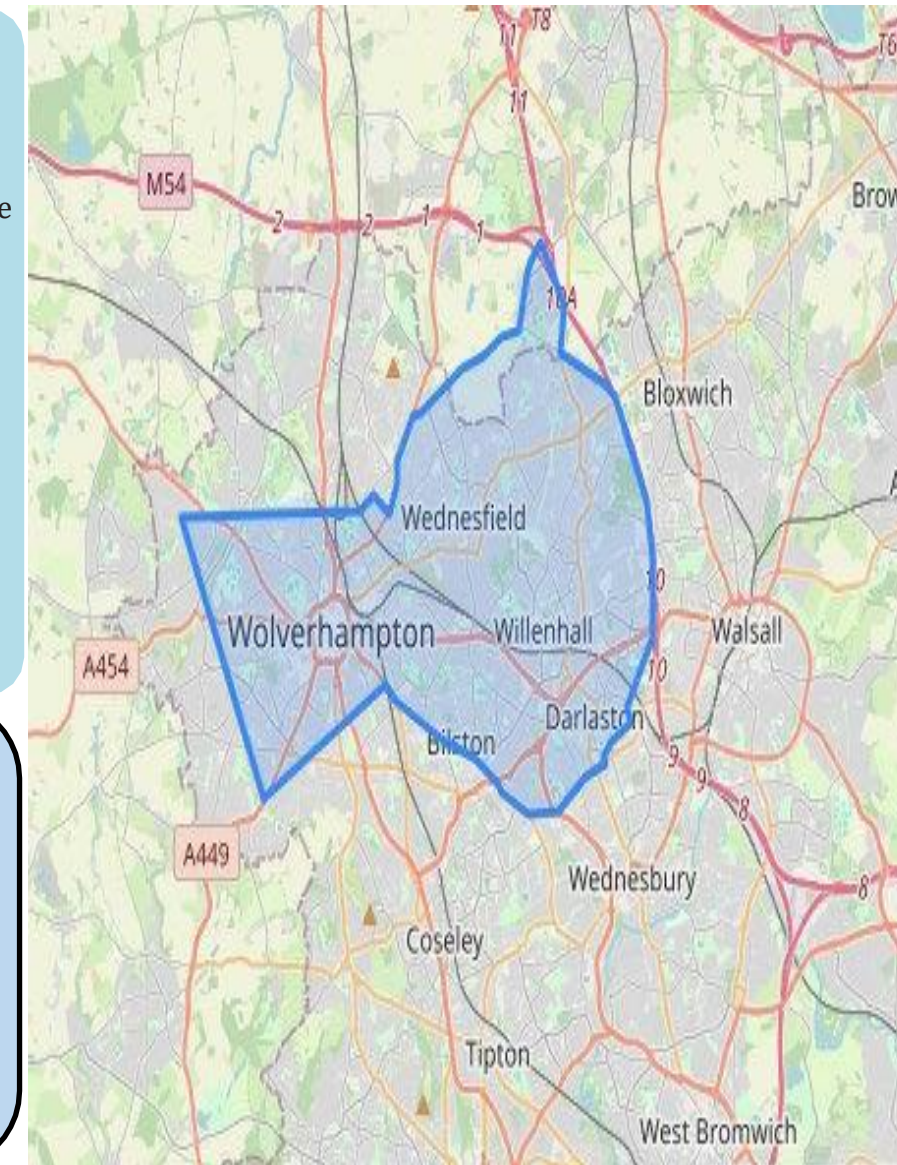 11
T8
T6
11
M54
e
Brow
2
2
1
1
10A
Bloxwich
A
Wednesfield
10
Wolverhampton
Willenhall
Walsall
A454
10
Darlaston
Bilston
9
9
8
A449
Wednesbury
8
Coseley
Tipton
West Bromwich